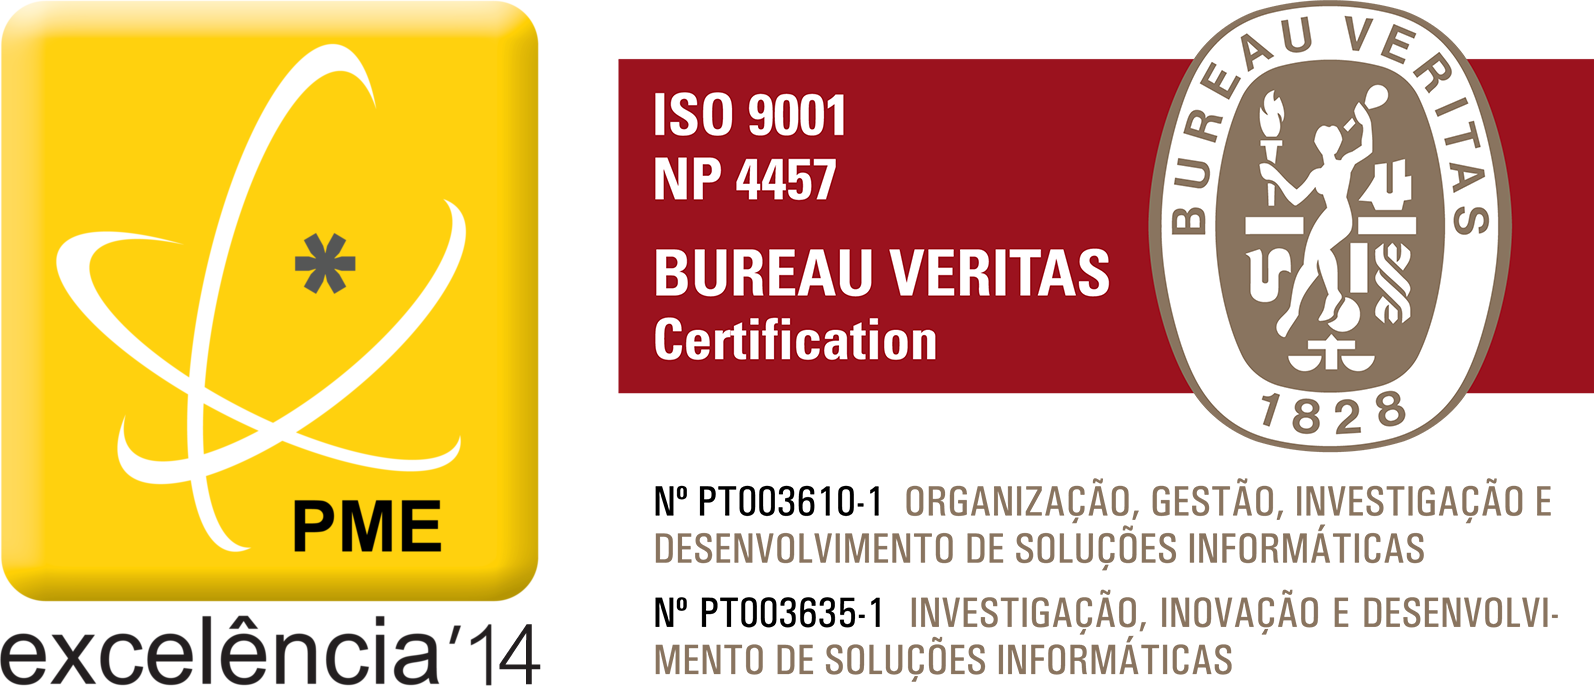 PME
excelência'14
ISO 9001
NP 4457
BUREAU VERITAS
Certification
BUREAU VERITAS
1828
Nº PT003610-1 ORGANIZAÇÃO, GESTÃO, INVESTIGAÇÃO E
DESENVOLVIMENTO DE SOLUÇÕES INFORMÁTICAS
Nº PT003635-1 INVESTIGAÇÃO, INOVAÇÃO E DESENVOLVI-
MENTO DE SOLUÇÕES INFORMÁTICAS